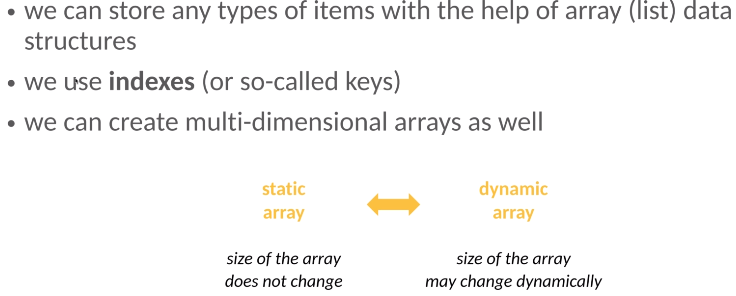 • we can store any types of items with the help of array (list) data
structures
• we use indexes (or so-called keys)
• we can create multi-dimensional arrays as well
static
array
dynamic
array
size of the array
does not change
size of the array
may change dynamically